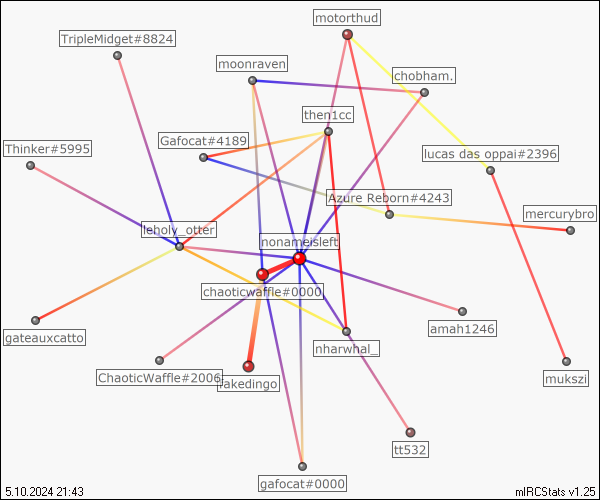 motorthud
TripleMidget#8824
moonraven
chobham.
then1cc
Gafocat#4189
Thinker#5995
lucas das oppai#2396
Azure Reborn#4243
mercurybro
leholy_otter
nonameisleft
chaoticwaffle#0000
amah1246
gateauxcatto
nharwhal_
ChaoticWaffle#2006
fakedingo
mukszi
tt532
gafocat#0000
5.10.2024 21:43
mIRCStats v1.25